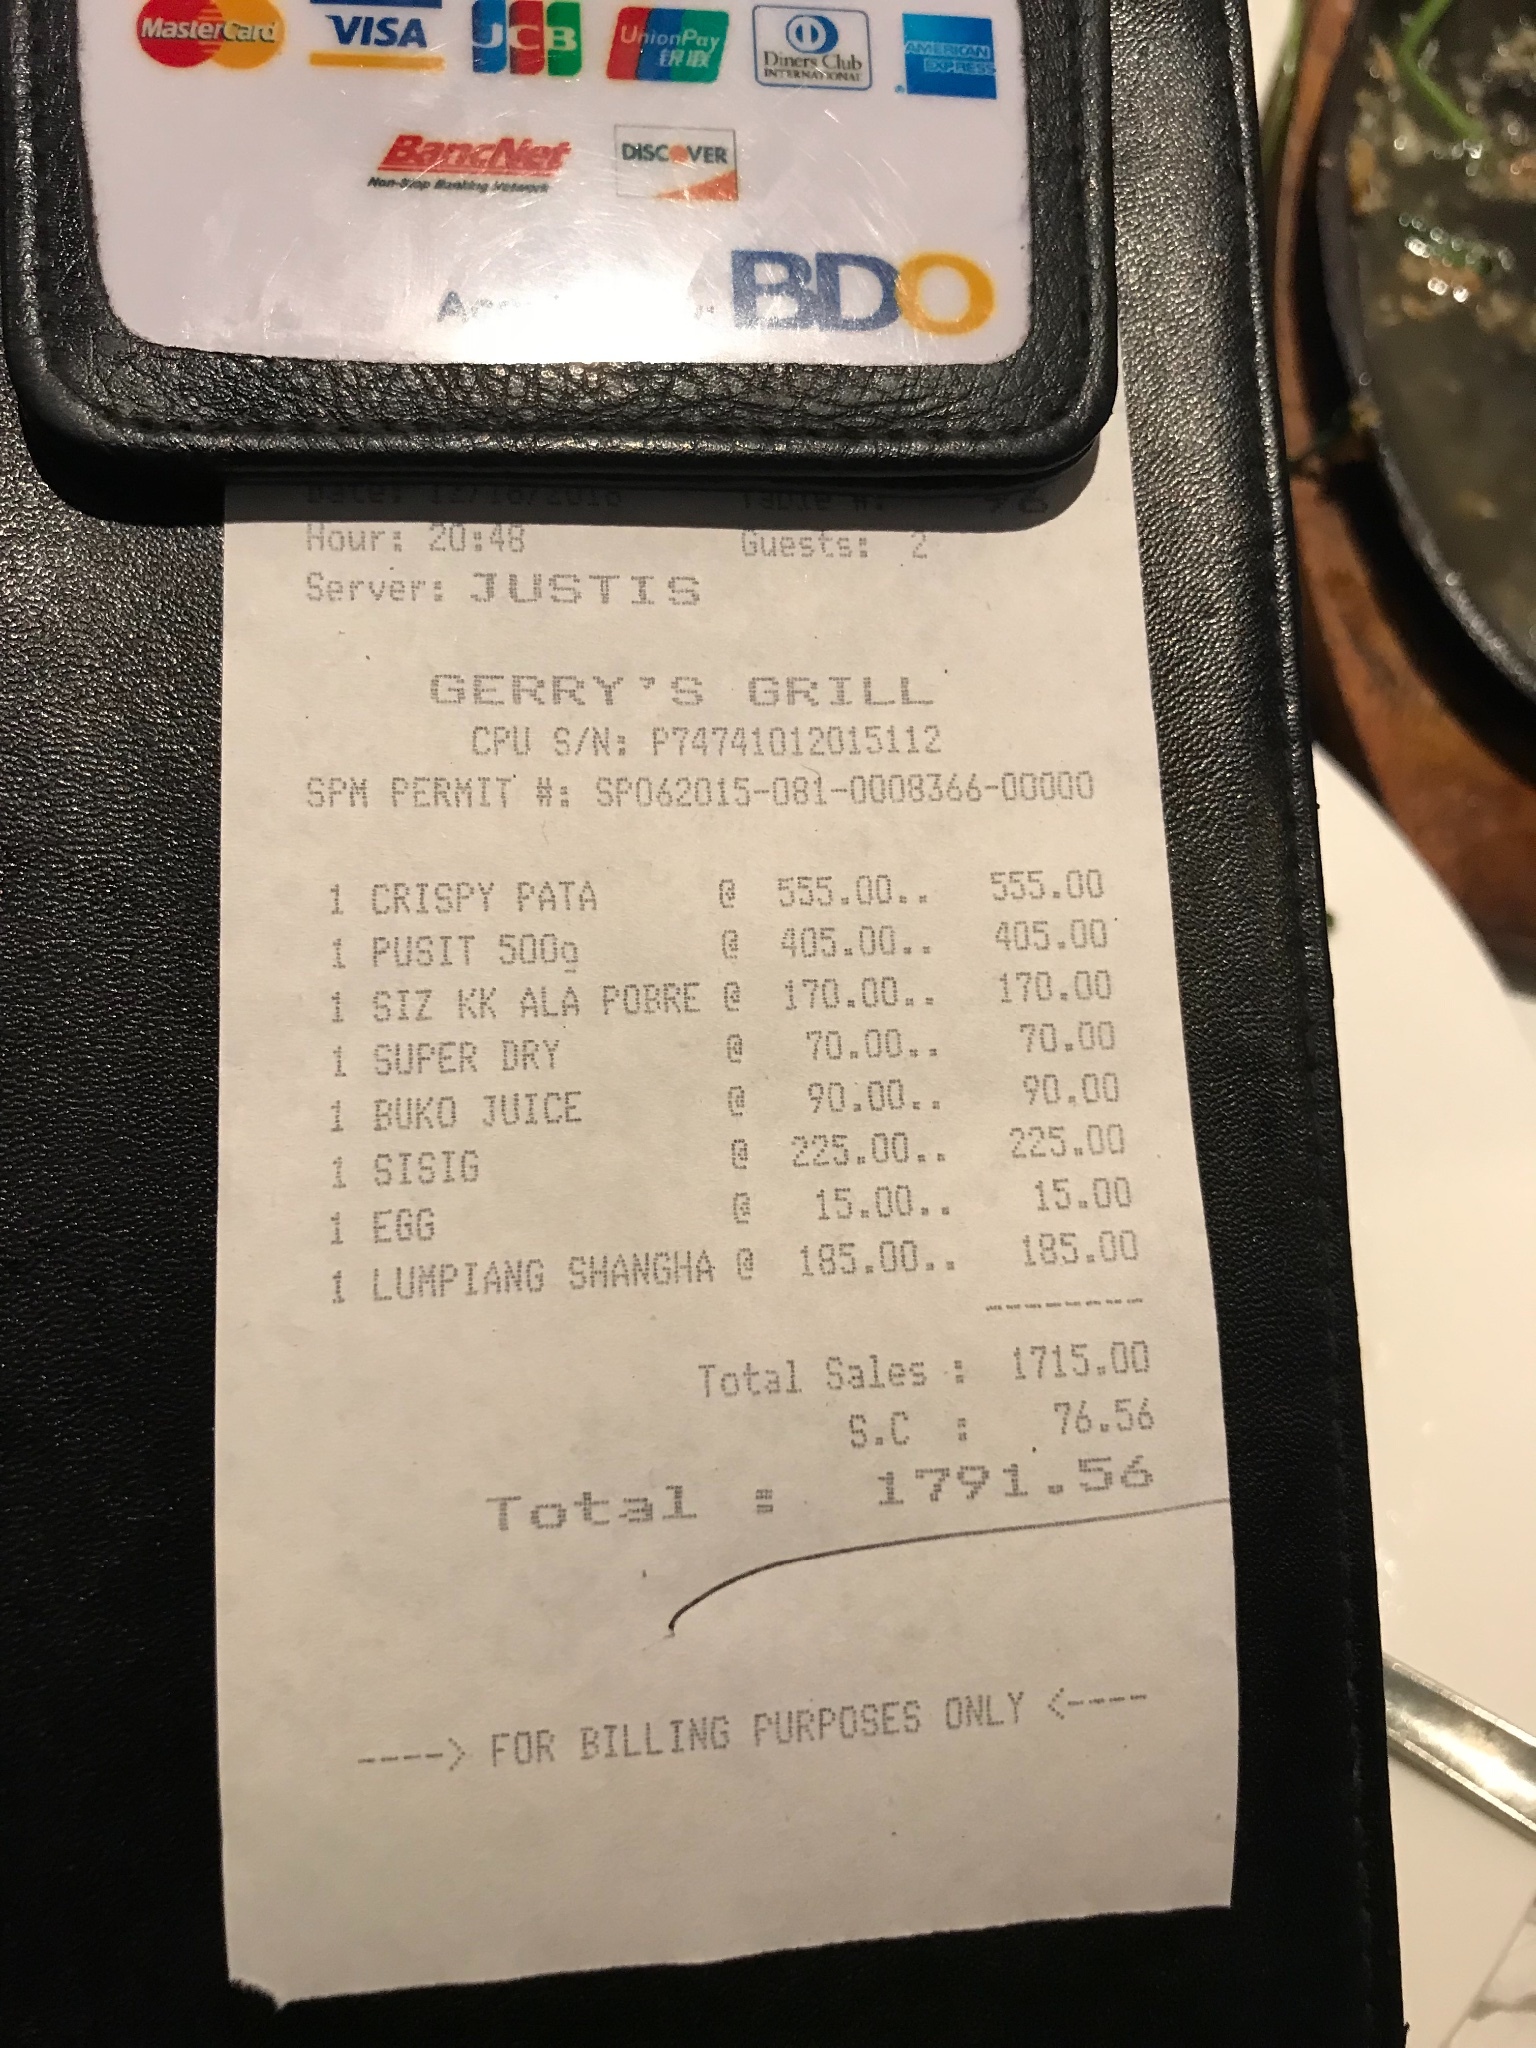 MasterCard VISA JCB UnionPay 银联 Diners Club INTERNATIONAL AMERICAN EXPRESS
BancNet DISCOVER
Non-Stop Banking Network
BDO
Date: Table #:
Hour: 20:48 Guests: 2
Server: JUSTIS
GERRY'S GRILL
CPU S/N: P74741012015112
SPM PERMIT #: SP062015-081-0008366-00000
1 CRISPY PATA @ 555.00.. 555.00
1 PUSIT 500g @ 405.00.. 405.00
1 SIZ KK ALA POBRE @ 170.00.. 170.00
1 SUPER DRY @ 70.00.. 70.00
1 BUKO JUICE @ 90.00.. 90.00
1 SISIG @ 225.00.. 225.00
1 EGG @ 15.00.. 15.00
1 LUMPIANG SHANGHA @ 185.00.. 185.00
---------
Total Sales : 1715.00
S.C : 76.56
Total : 1791.56
----> FOR BILLING PURPOSES ONLY <----